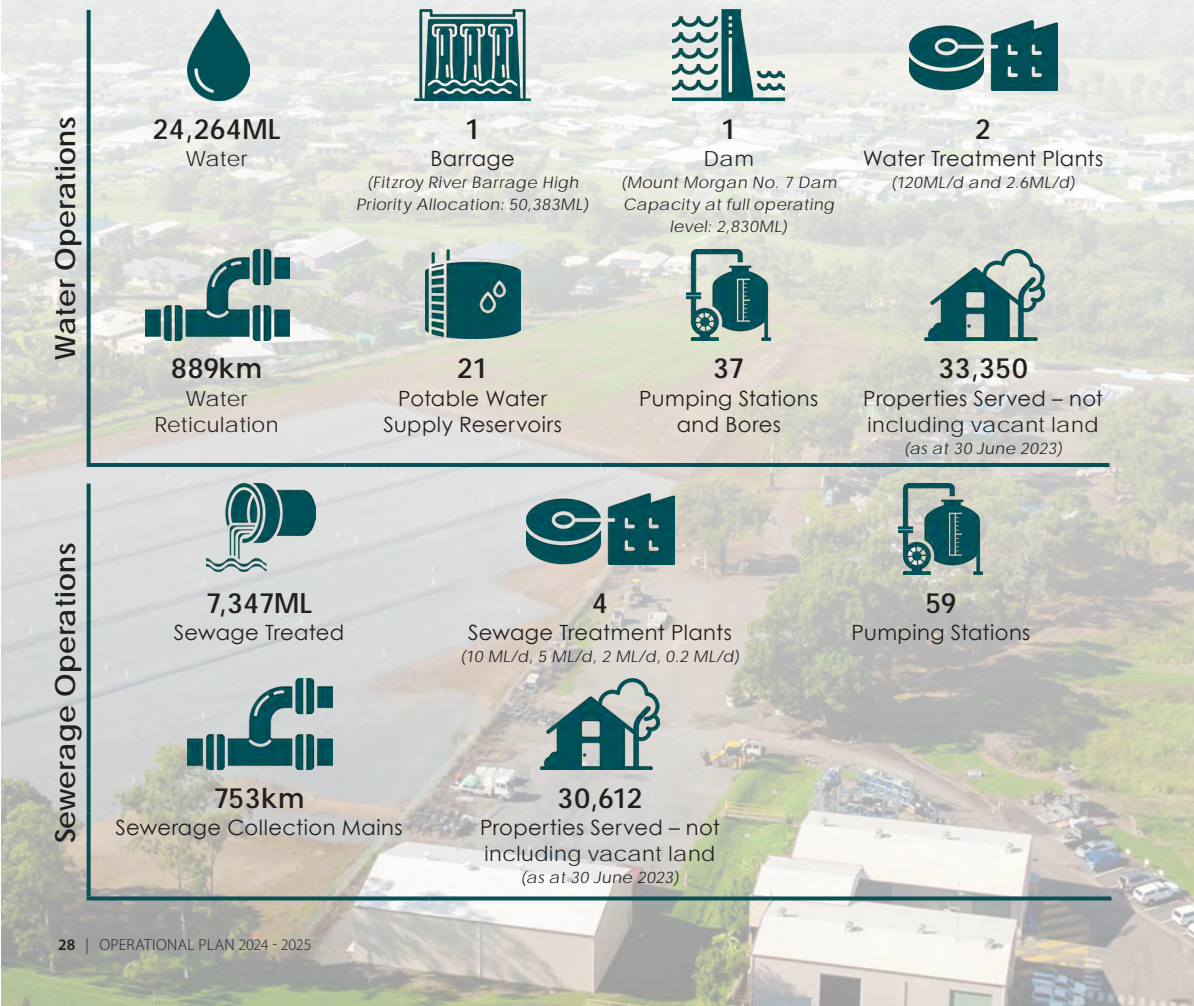 Water Operations
24,264ML
Water
1
Barrage
(Fitzroy River Barrage High
Priority Allocation: 50,383ML)
1
Dam
(Mount Morgan No. 7 Dam
Capacity at full operating
level: 2,830ML)
2
Water Treatment Plants
(120ML/d and 2.6ML/d)
889km
Water
Reticulation
21
Potable Water
Supply Reservoirs
37
Pumping Stations
and Bores
33,350
Properties Served – not
including vacant land
(as at 30 June 2023)
Sewerage Operations
7,347ML
Sewage Treated
4
Sewage Treatment Plants
(10 ML/d, 5 ML/d, 2 ML/d, 0.2 ML/d)
59
Pumping Stations
753km
Sewerage Collection Mains
30,612
Properties Served – not
including vacant land
(as at 30 June 2023)
28 | OPERATIONAL PLAN 2024 - 2025